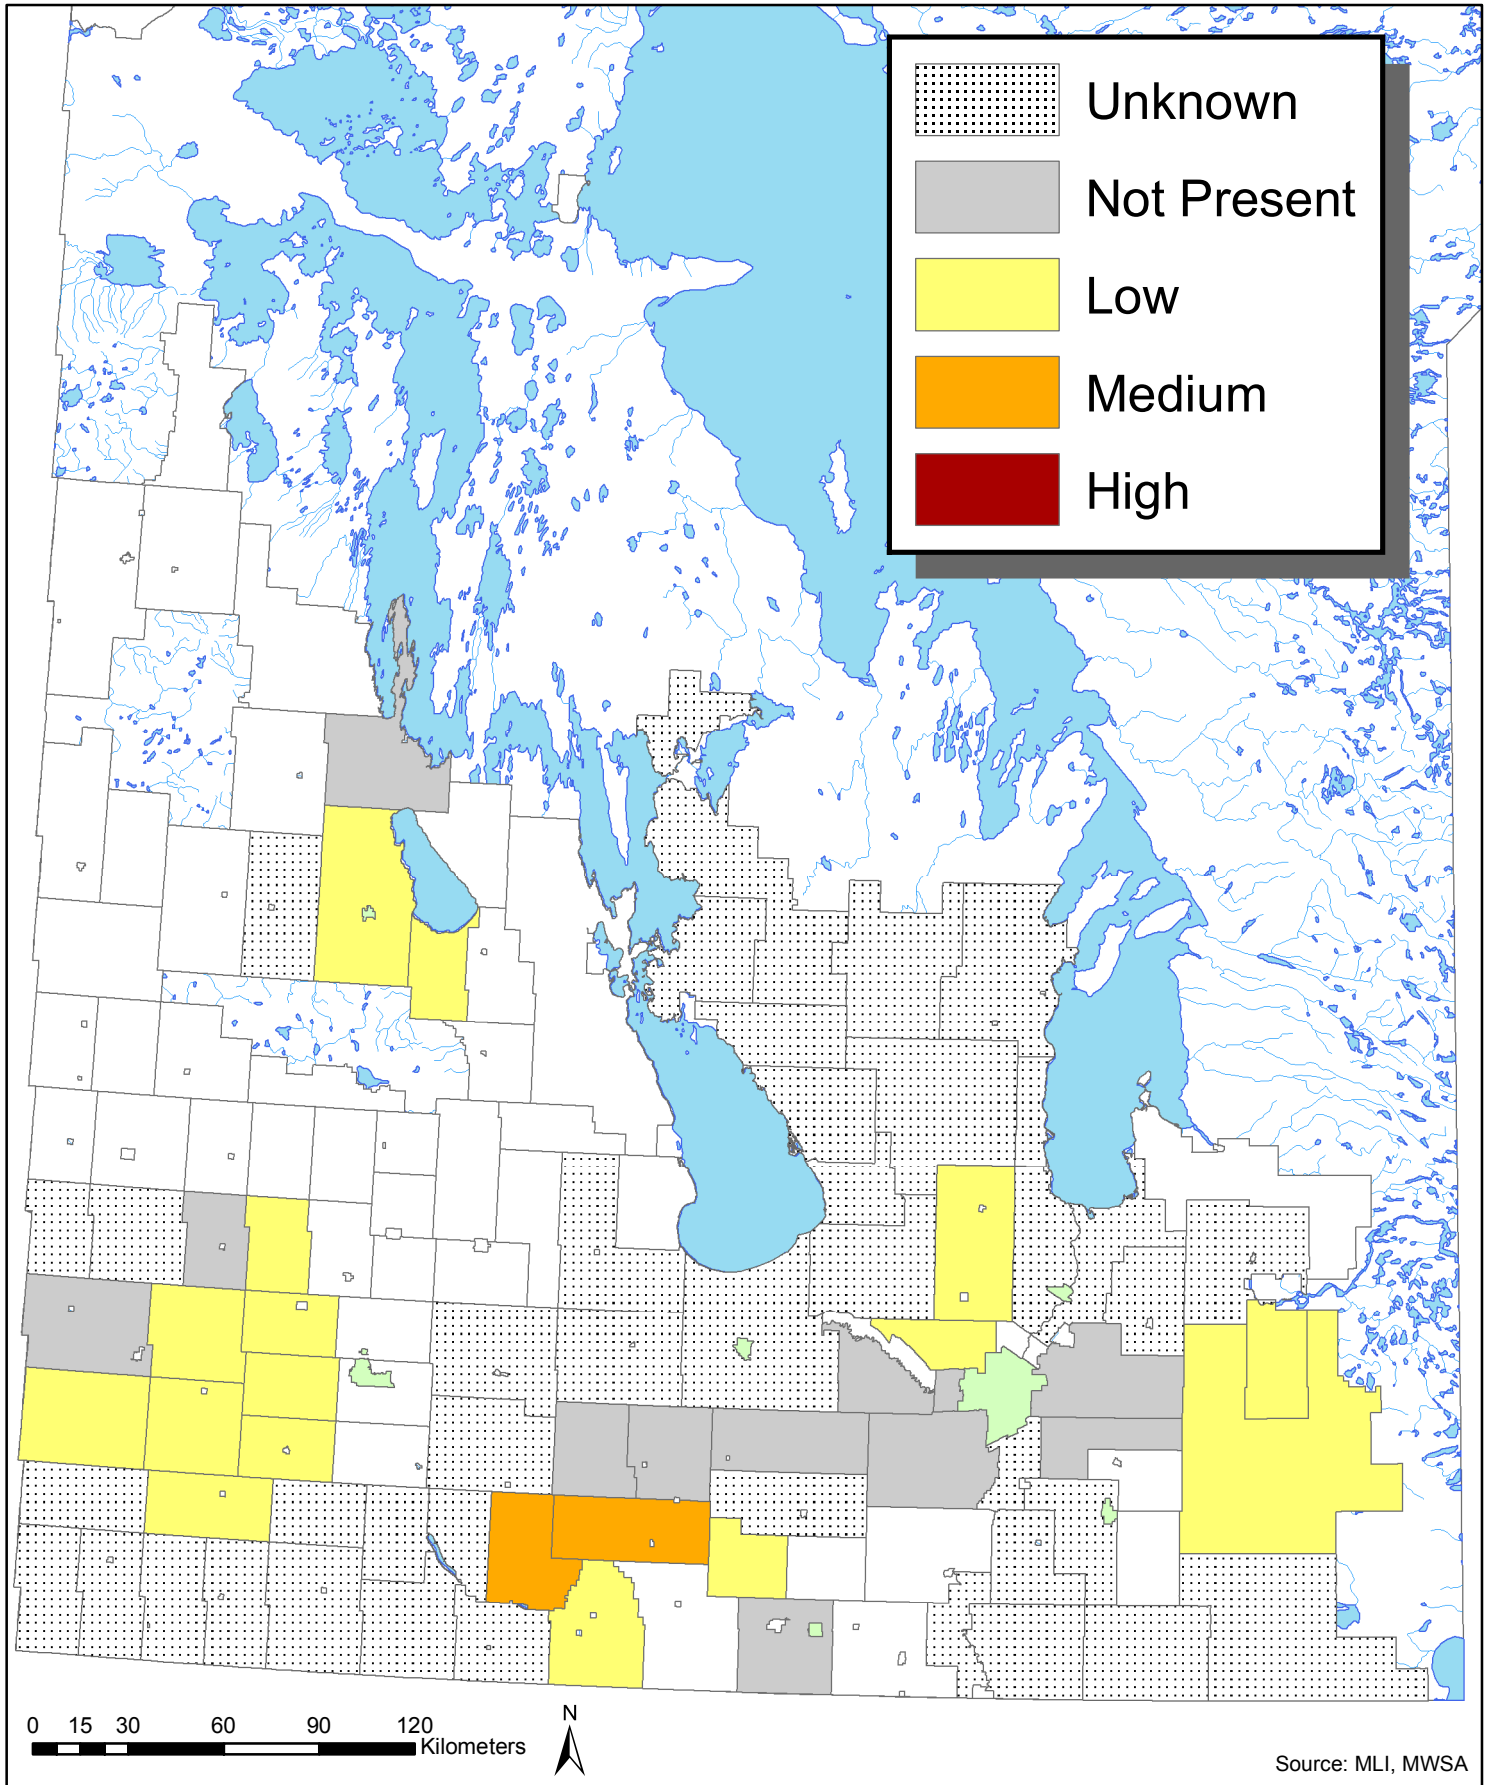 Unknown
Not Present
Low
Medium
High
0 15 30 60 90 120
Kilometers
N
Source: MLI, MWSA